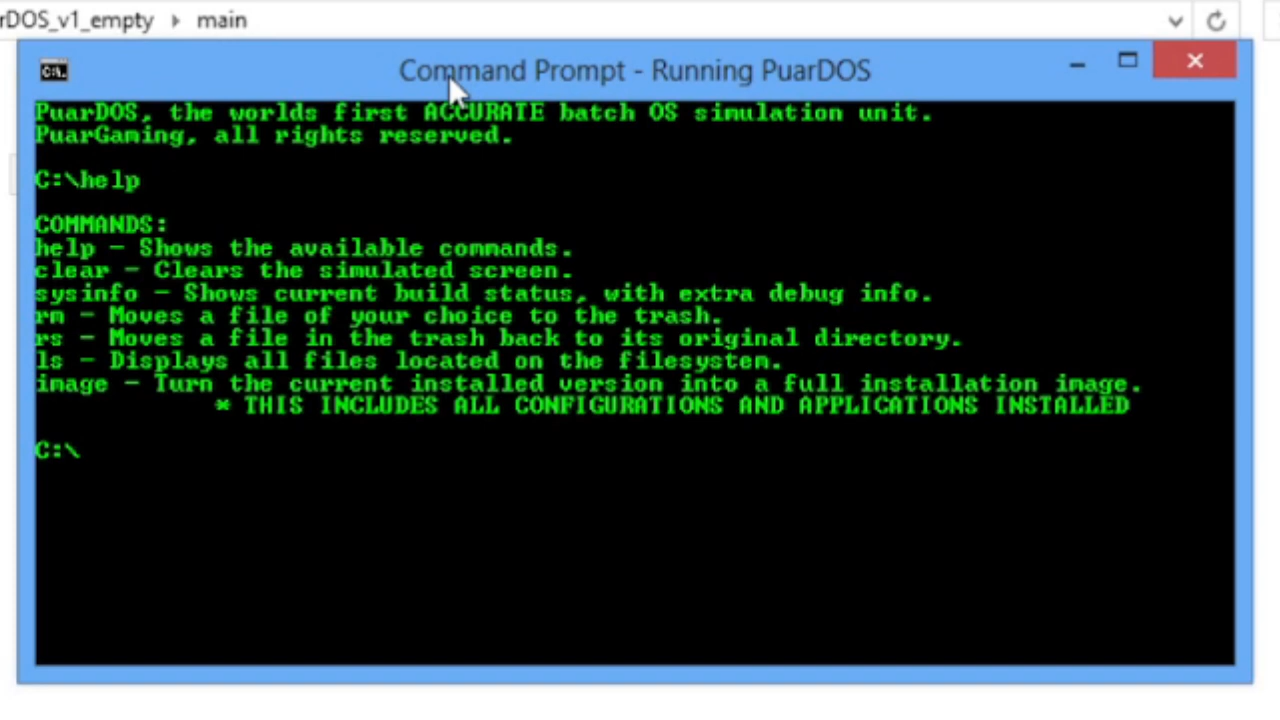 rDOS_v1_empty ▸ main
C:\.
Command Prompt - Running PuarDOS
PuarDOS, the worlds first ACCURATE batch OS simulation unit.
PuarGaming, all rights reserved.
C:\help
COMMANDS:
help - Shows the available commands.
clear - Clears the simulated screen.
sysinfo - Shows current build status, with extra debug info.
rm - Moves a file of your choice to the trash.
rs - Moves a file in the trash back to its original directory.
ls - Displays all files located on the filesystem.
image - Turn the current installed version into a full installation image.
* THIS INCLUDES ALL CONFIGURATIONS AND APPLICATIONS INSTALLED
C:\